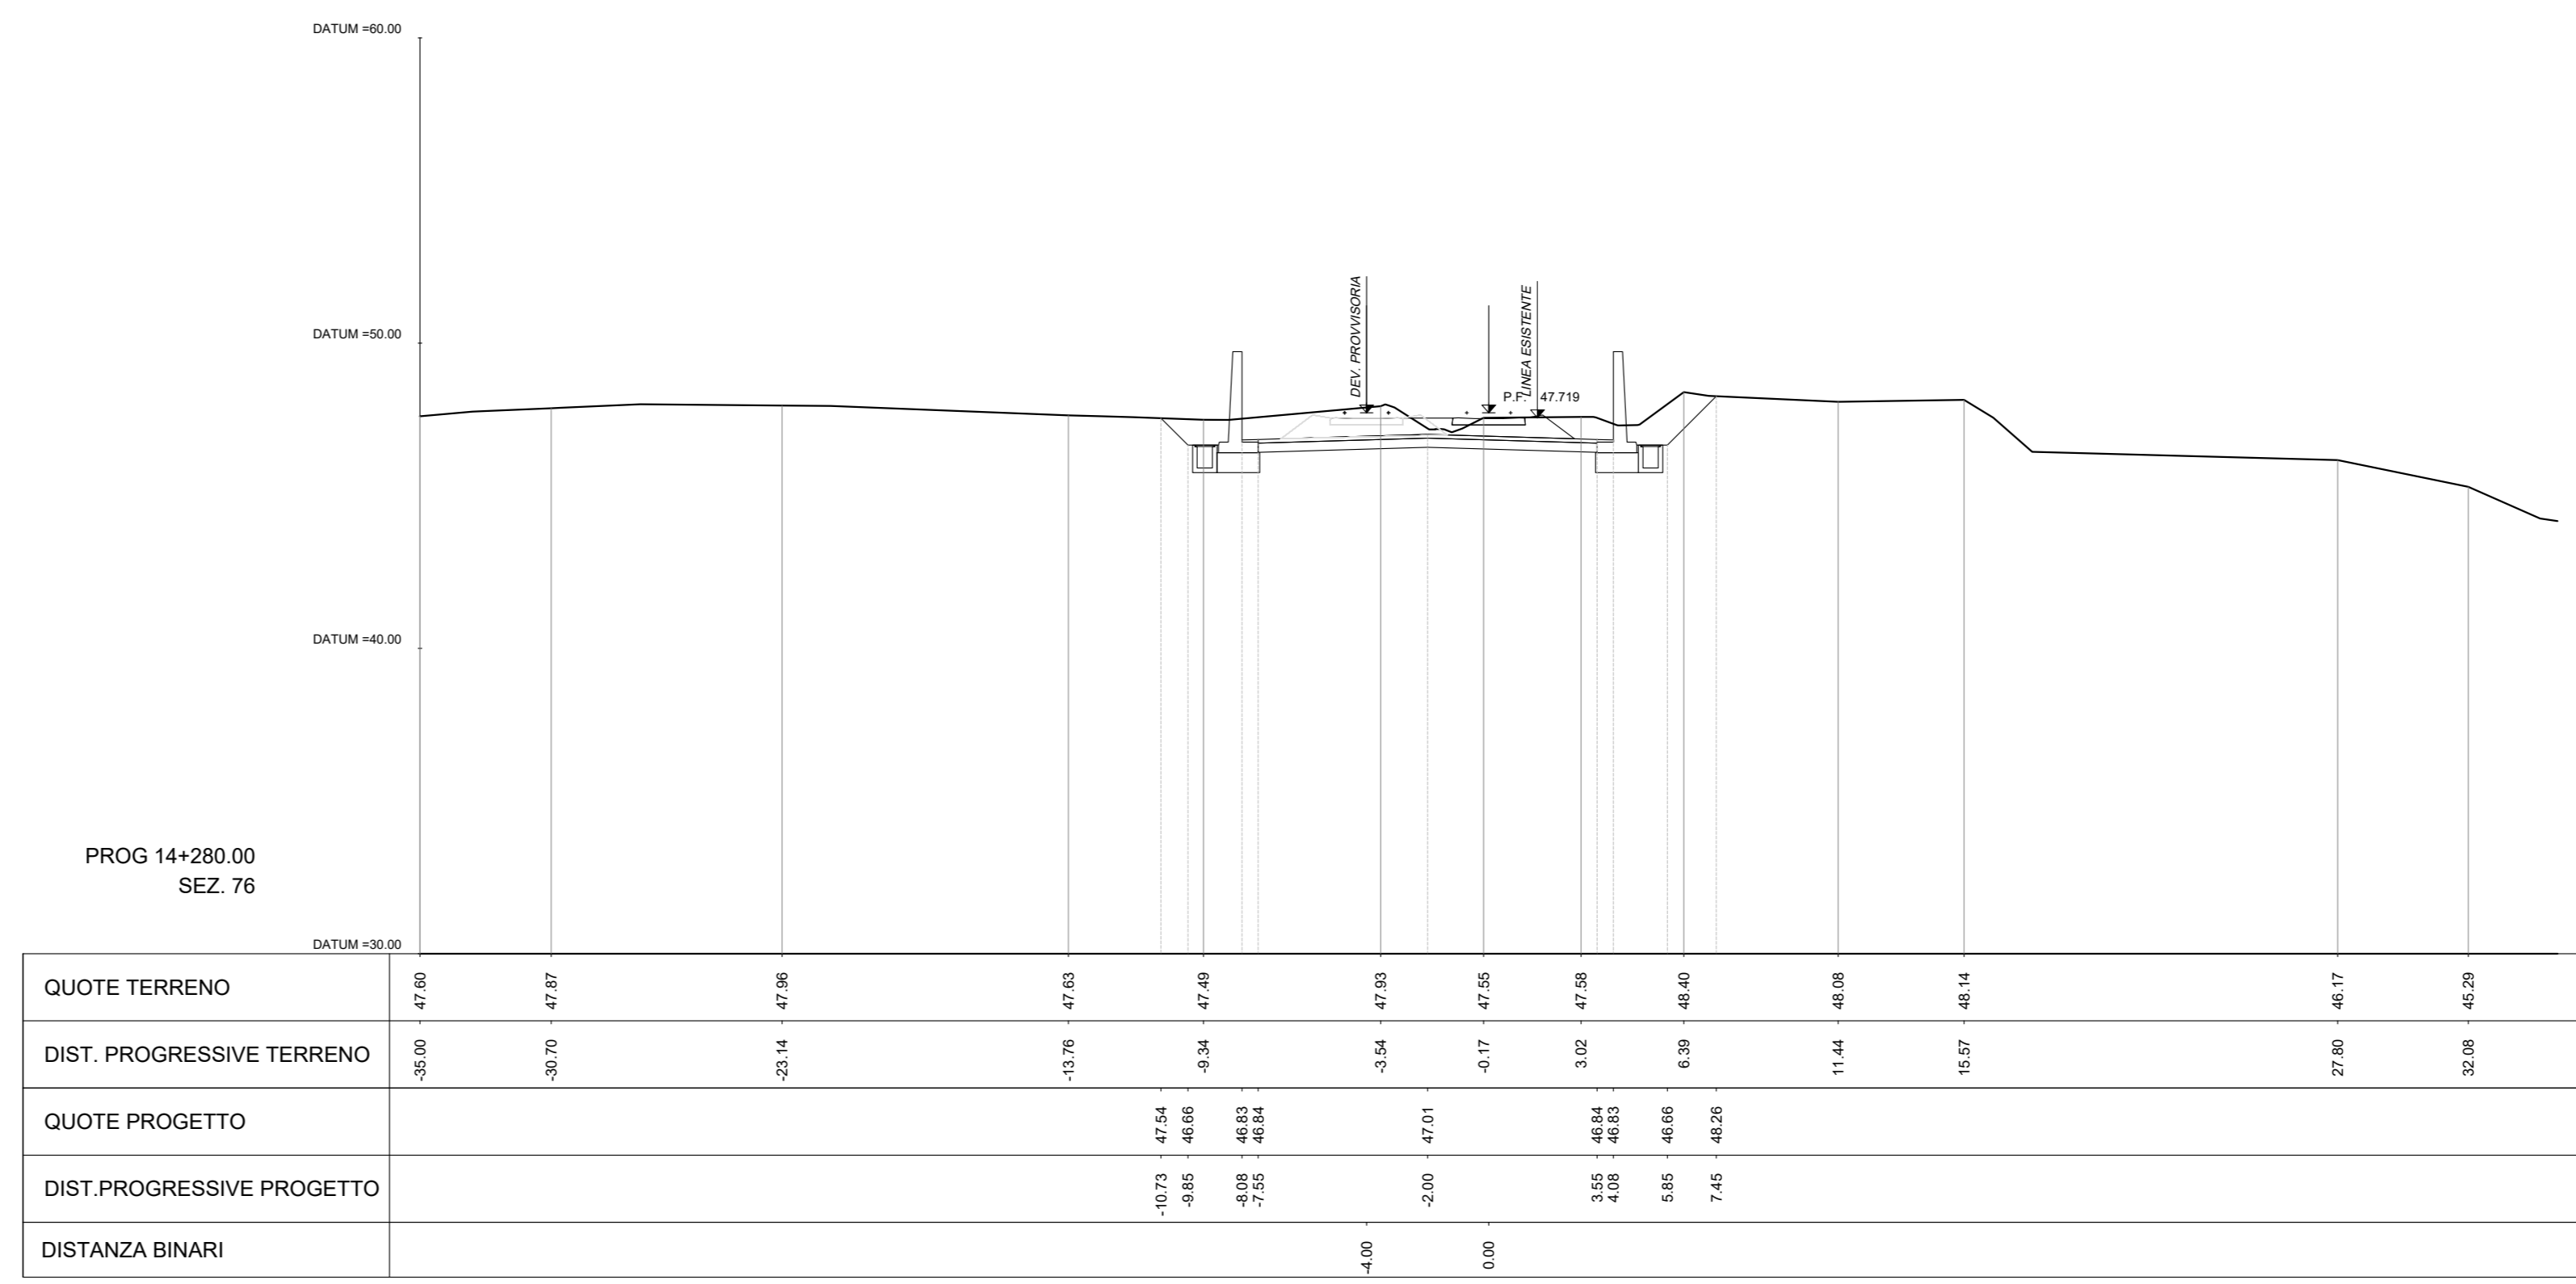 DATUM =60.00
DATUM =50.00
DATUM =40.00
DATUM =30.00
DEV. PROVVISORIA
LINEA ESISTENTE
P.F. 47.719
PROG 14+280.00
SEZ. 76
QUOTE TERRENO 47.60 47.87 47.96 47.63 47.49 47.93 47.55 47.58 48.40 48.08 48.14 46.17 45.29
DIST. PROGRESSIVE TERRENO -35.00 -30.70 -23.14 -13.76 -9.34 -3.54 -0.17 3.02 6.39 11.44 15.57 27.80 32.08
QUOTE PROGETTO 47.54 46.66 46.83 46.84 47.01 46.84 46.83 46.66 48.26
DIST.PROGRESSIVE PROGETTO -10.73 -9.85 -8.08 -7.55 -2.00 3.55 4.08 5.85 7.45
DISTANZA BINARI -4.00 0.00